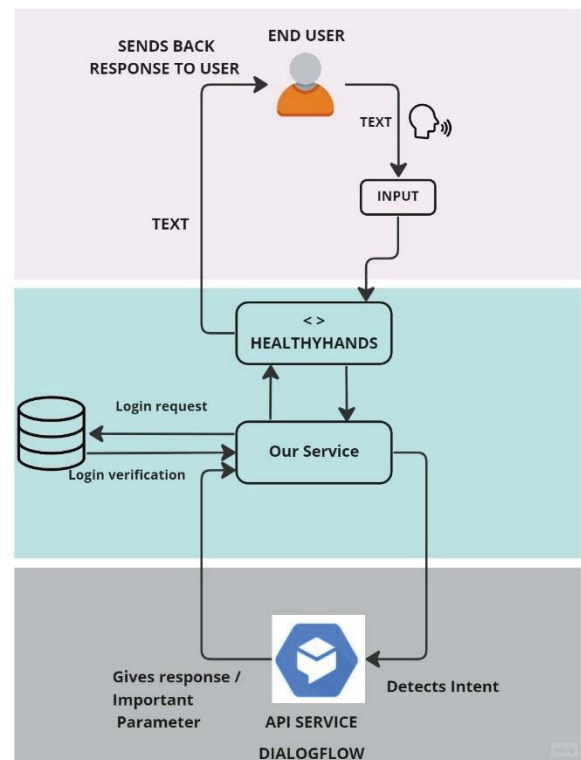 SENDS BACK
RESPONSE TO USER
END USER
TEXT
INPUT
TEXT
< >
HEALTHYHANDS
Login request
Our Service
Login verification
Gives response /
Important
Parameter
Detects Intent
API SERVICE
DIALOGFLOW
miro